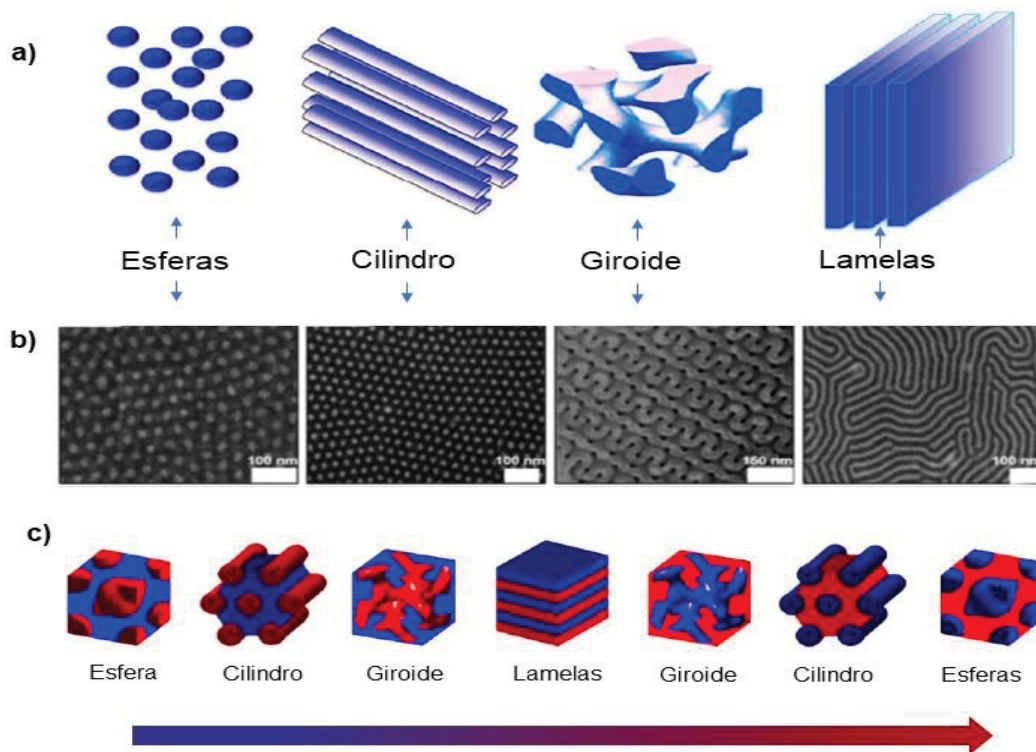 a)
Esferas Cilindro Giroide Lamelas
b)
100 nm 100 nm 150 nm 100 nm
c)
Esfera Cilindro Giroide Lamelas Giroide Cilindro Esferas